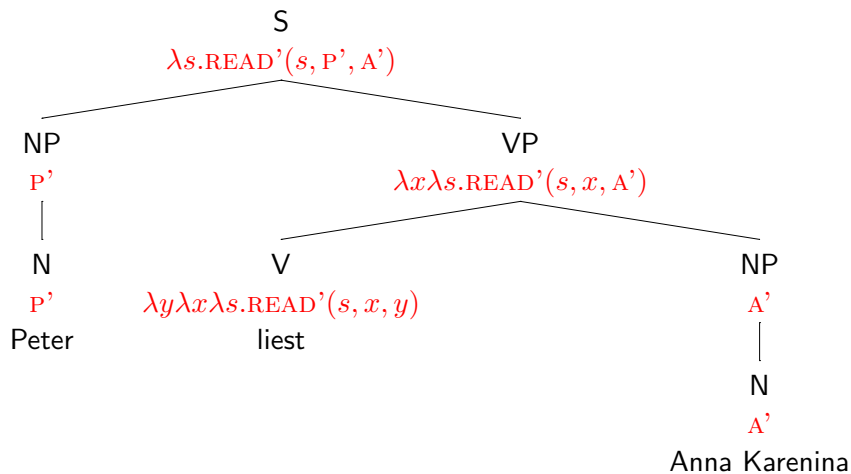 S
λs.READ’(s, P’, A’)
NP VP
P’ λxλs.READ’(s, x, A’)
N V NP
P’ λyλxλs.READ’(s, x, y) A’
Peter liest
N
A’
Anna Karenina